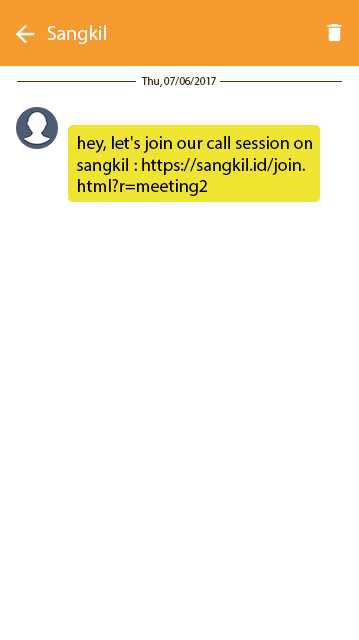 Sangkil
Thu, 07/06/2017
hey, let's join our call session on
sangkil : https://sangkil.id/join.
html?r=meeting2